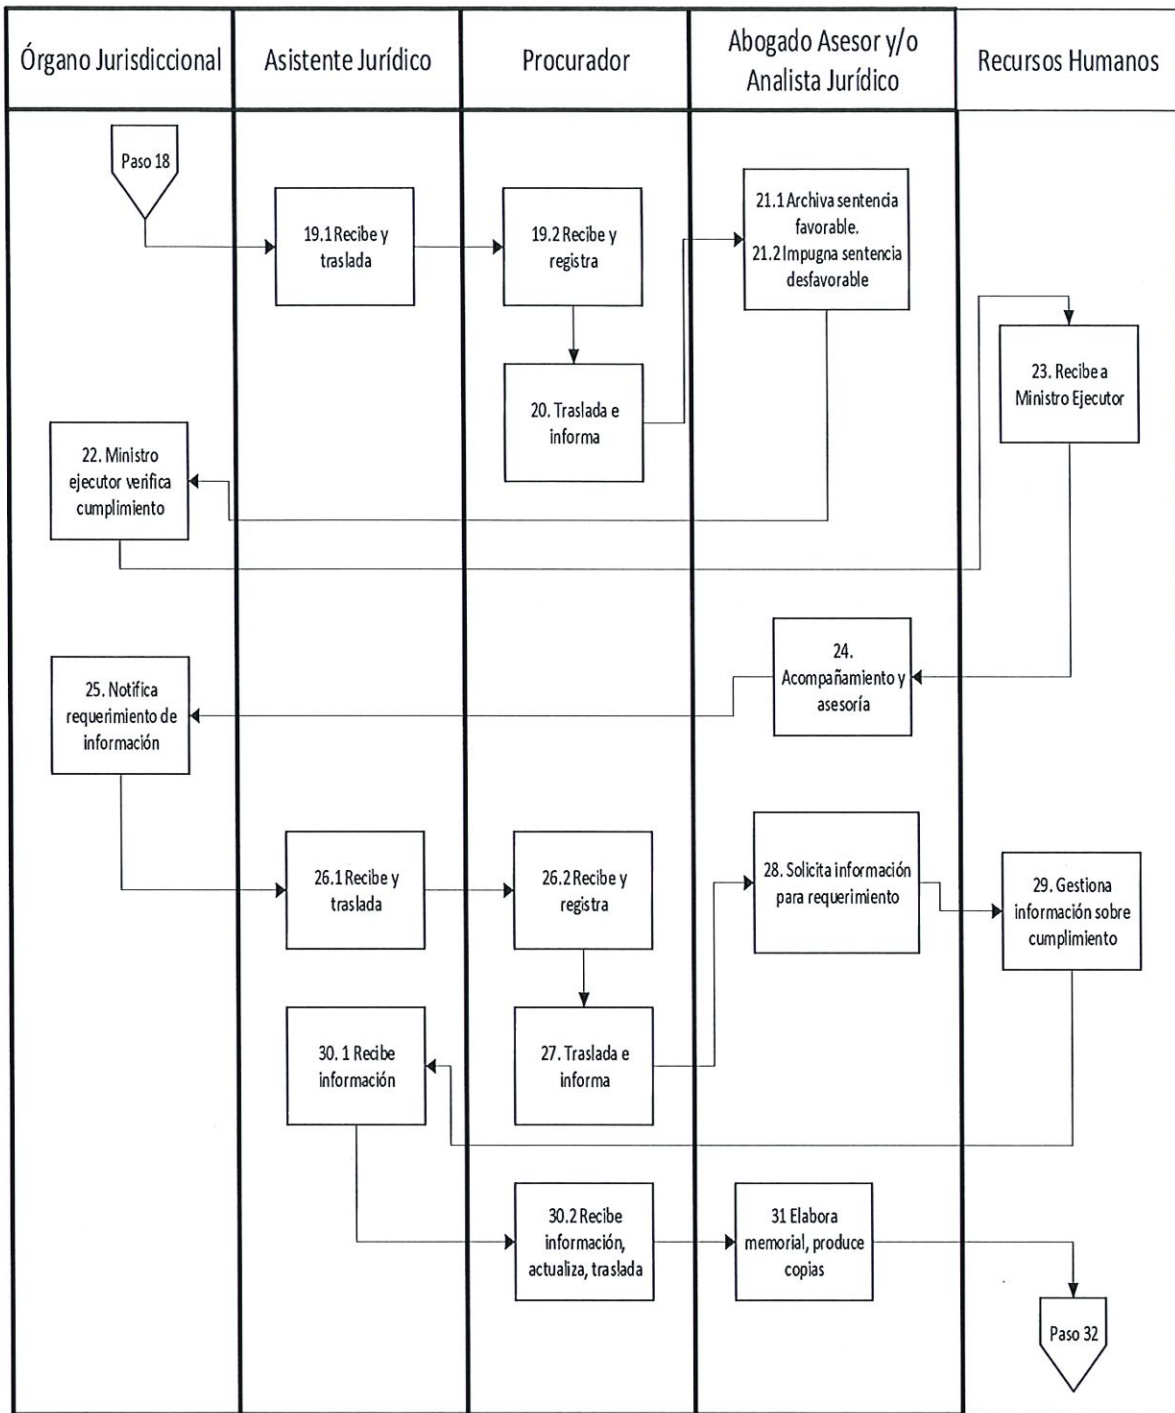 Órgano Jurisdiccional
Asistente Jurídico
Procurador
Abogado Asesor y/o
Analista Jurídico
Recursos Humanos
Paso 18
19.1 Recibe y
traslada
19.2 Recibe y
registra
21.1 Archiva sentencia
favorable.
21.2 Impugna sentencia
desfavorable
20. Traslada e
informa
23. Recibe a
Ministro Ejecutor
22. Ministro
ejecutor verifica
cumplimiento
24.
Acompañamiento y
asesoría
25. Notifica
requerimiento de
información
26.1 Recibe y
traslada
26.2 Recibe y
registra
28. Solicita información
para requerimiento
29. Gestiona
información sobre
cumplimiento
30. 1 Recibe
información
27. Traslada e
informa
30.2 Recibe
información,
actualiza, traslada
31 Elabora
memorial, produce
copias
Paso 32